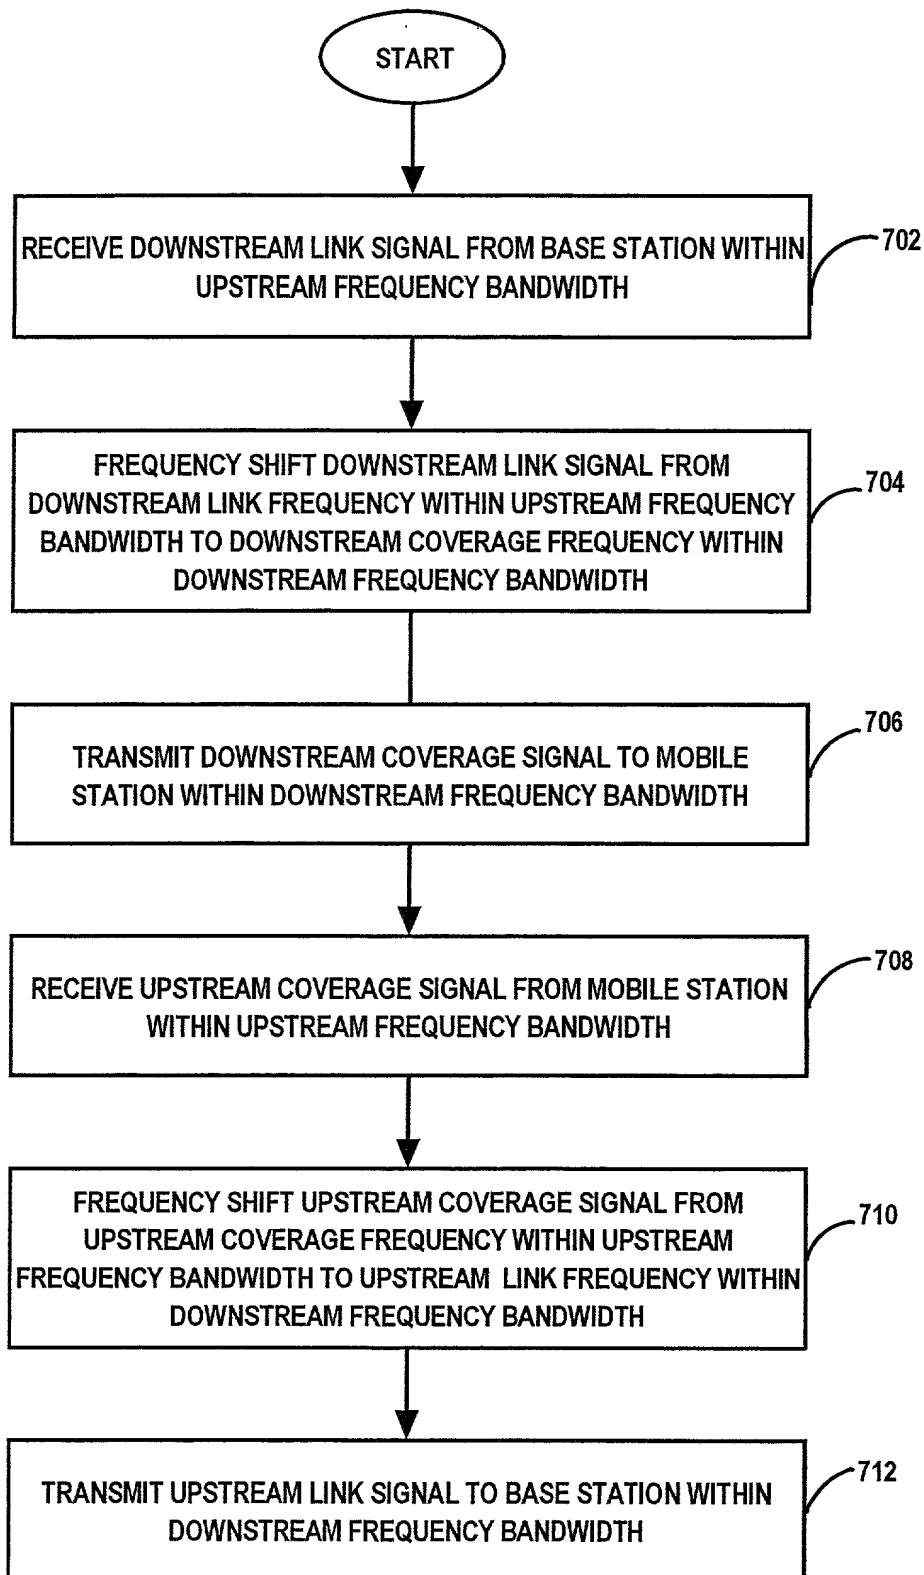 START
RECEIVE DOWNSTREAM LINK SIGNAL FROM BASE STATION WITHIN
UPSTREAM FREQUENCY BANDWIDTH
702
FREQUENCY SHIFT DOWNSTREAM LINK SIGNAL FROM
DOWNSTREAM LINK FREQUENCY WITHIN UPSTREAM FREQUENCY
BANDWIDTH TO DOWNSTREAM COVERAGE FREQUENCY WITHIN
DOWNSTREAM FREQUENCY BANDWIDTH
704
TRANSMIT DOWNSTREAM COVERAGE SIGNAL TO MOBILE
STATION WITHIN DOWNSTREAM FREQUENCY BANDWIDTH
706
RECEIVE UPSTREAM COVERAGE SIGNAL FROM MOBILE STATION
WITHIN UPSTREAM FREQUENCY BANDWIDTH
708
FREQUENCY SHIFT UPSTREAM COVERAGE SIGNAL FROM
UPSTREAM COVERAGE FREQUENCY WITHIN UPSTREAM
FREQUENCY BANDWIDTH TO UPSTREAM LINK FREQUENCY WITHIN
DOWNSTREAM FREQUENCY BANDWIDTH
710
TRANSMIT UPSTREAM LINK SIGNAL TO BASE STATION WITHIN
DOWNSTREAM FREQUENCY BANDWIDTH
712